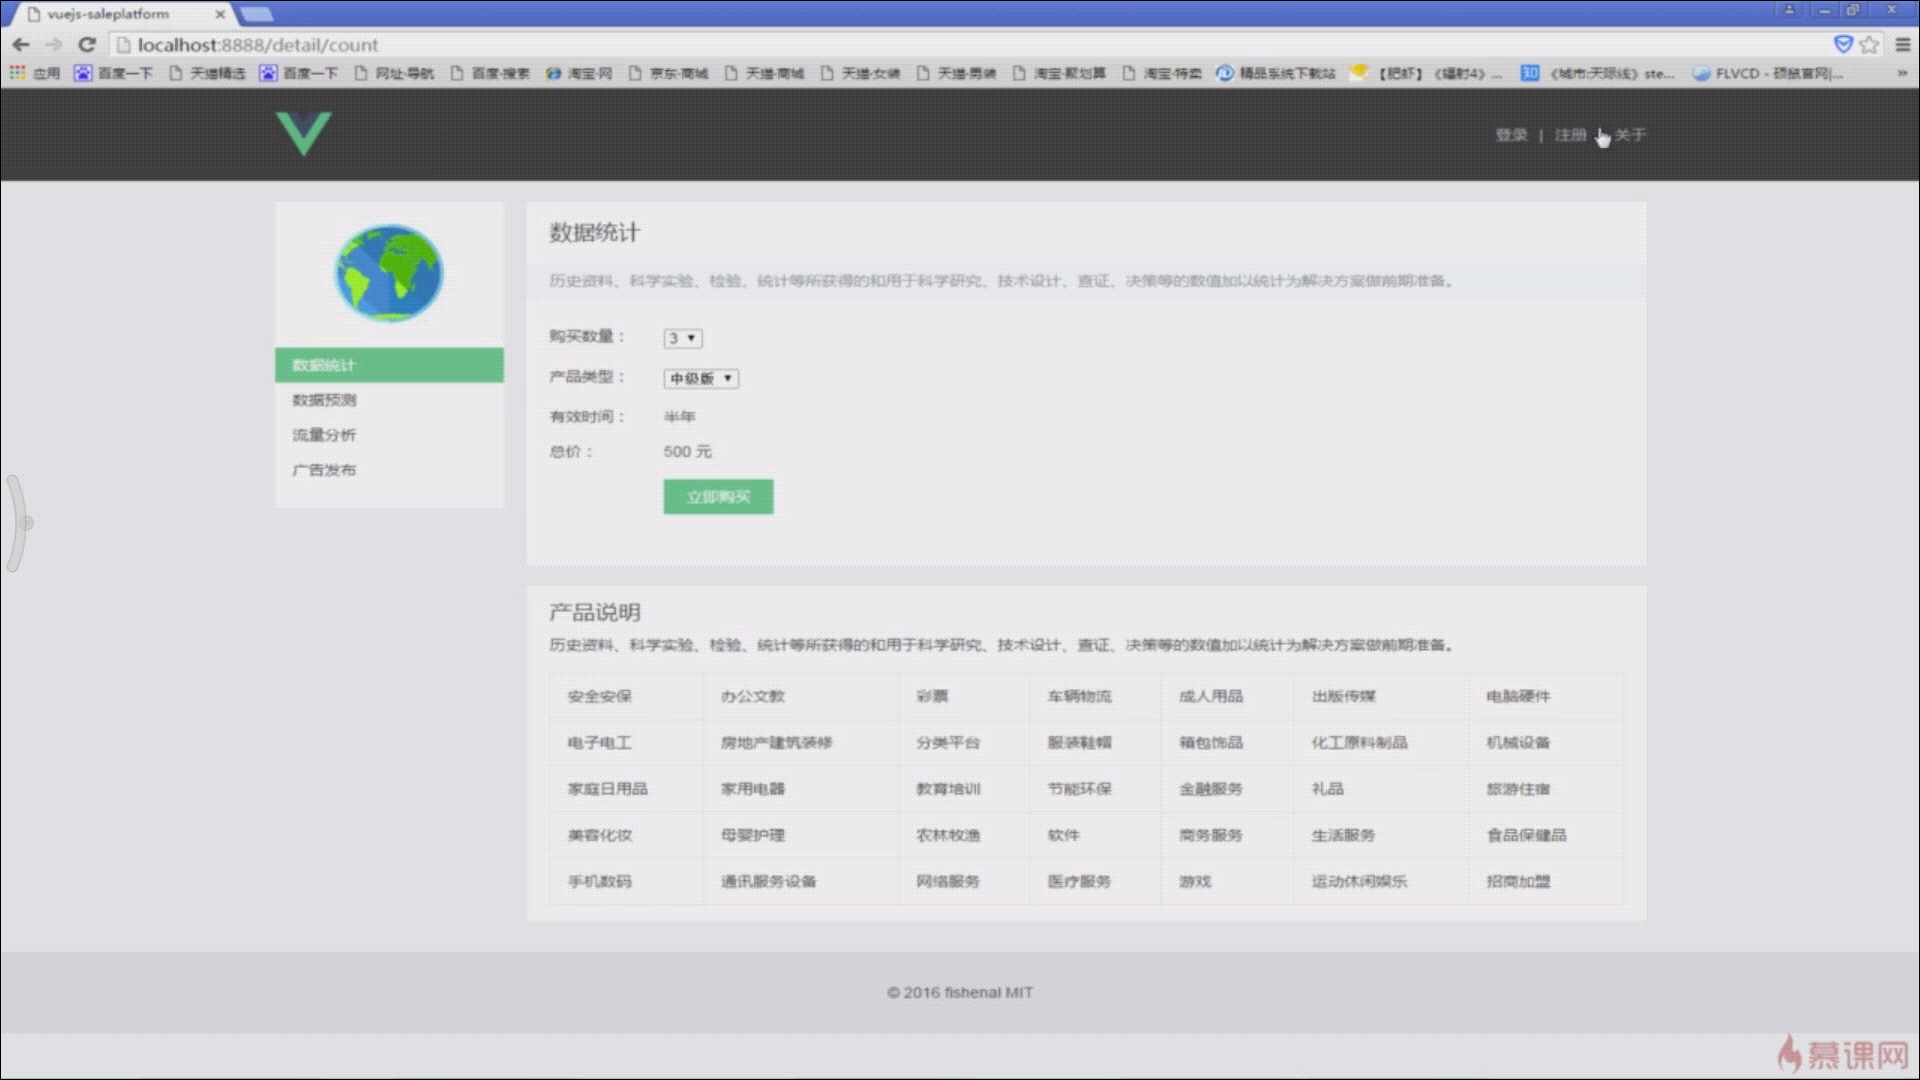 vuejs-saleplatform
localhost:8888/detail/count
应用 百度一下 天猫精选 百度一下 网址-导航 百度-搜索 淘宝-网 京东-商城 天猫-商城 天猫-女装 天猫-男装 淘宝-聚划算 淘宝-特卖 精品系统下载站 【肥虾】《辐射4》... 知 《城市:天际线》ste... FLVCD - 硕鼠官网|... »
登录 | 注册 关于
数据统计
数据预测
流量分析
广告发布
数据统计
历史资料、科学实验、检验、统计等所获得的和用于科学研究、技术设计、查证、决策等的数值加以统计为解决方案做前期准备。
购买数量： 3
产品类型： 中级版
有效时间： 半年
总价： 500 元
立即购买
产品说明
历史资料、科学实验、检验、统计等所获得的和用于科学研究、技术设计、查证、决策等的数值加以统计为解决方案做前期准备。
安全安保 办公文教 彩票 车辆物流 成人用品 出版传媒 电脑硬件
电子电工 房地产建筑装修 分类平台 服装鞋帽 箱包饰品 化工原料制品 机械设备
家庭日用品 家用电器 教育培训 节能环保 金融服务 礼品 旅游住宿
美容化妆 母婴护理 农林牧渔 软件 商务服务 生活服务 食品保健品
手机数码 通讯服务设备 网络服务 医疗服务 游戏 运动休闲娱乐 招商加盟
© 2016 fishenal MIT
慕课网